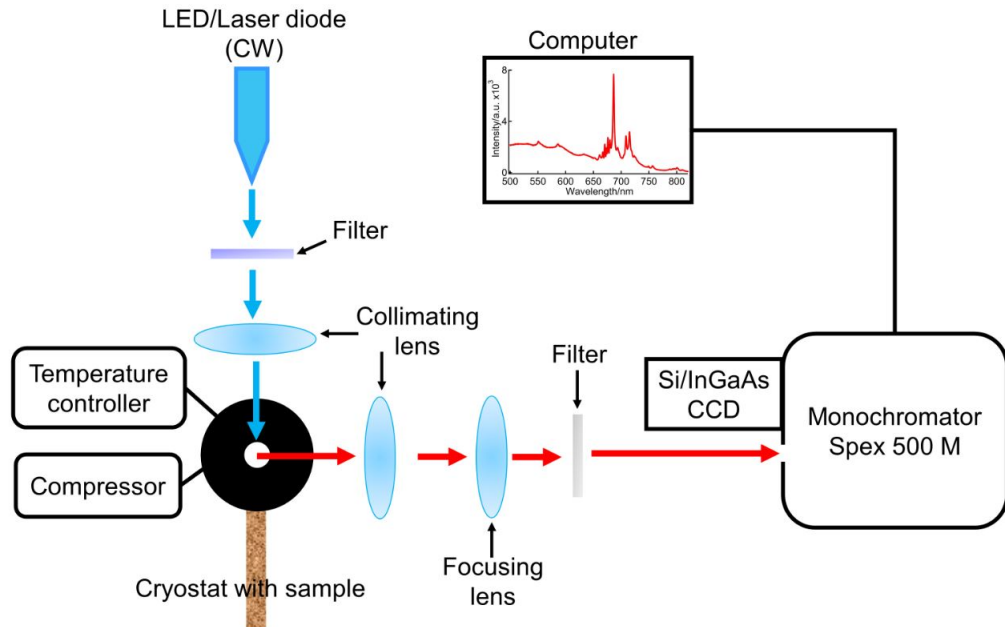 LED/Laser diode
(CW)
Computer
Intensity/a.u. x10³
8
4
0
500 550 600 650 700 750 800
Wavelength/nm
Filter
Collimating
lens
Temperature
controller
Compressor
Filter
Si/InGaAs
CCD
Monochromator
Spex 500 M
Cryostat with sample
Focusing
lens